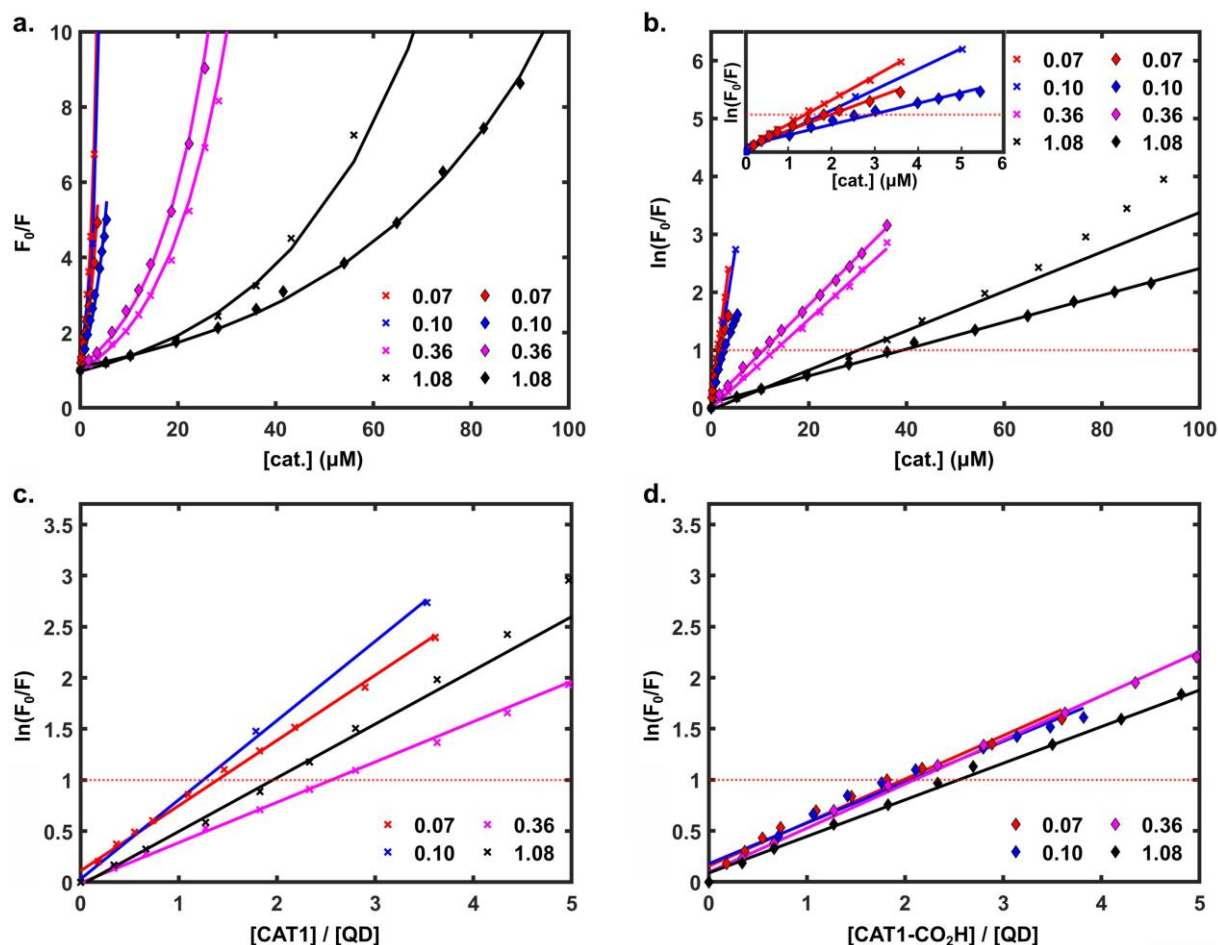 a.
10
8
6
4
2
0
F₀/F
0.07 0.07
0.10 0.10
0.36 0.36
1.08 1.08
0 20 40 60 80 100
[cat.] (µM)
b.
6
5
4
3
2
1
0
ln(F₀/F)
ln(F₀/F)
0 1 2 3 4 5 6
[cat.] (µM)
0.07 0.07
0.10 0.10
0.36 0.36
1.08 1.08
0 20 40 60 80 100
[cat.] (µM)
c.
3.5
3
2.5
2
1.5
1
0.5
0
ln(F₀/F)
0.07 0.36
0.10 1.08
0 1 2 3 4 5
[CAT1] / [QD]
d.
3.5
3
2.5
2
1.5
1
0.5
0
ln(F₀/F)
0.07 0.36
0.10 1.08
0 1 2 3 4 5
[CAT1-CO₂H] / [QD]